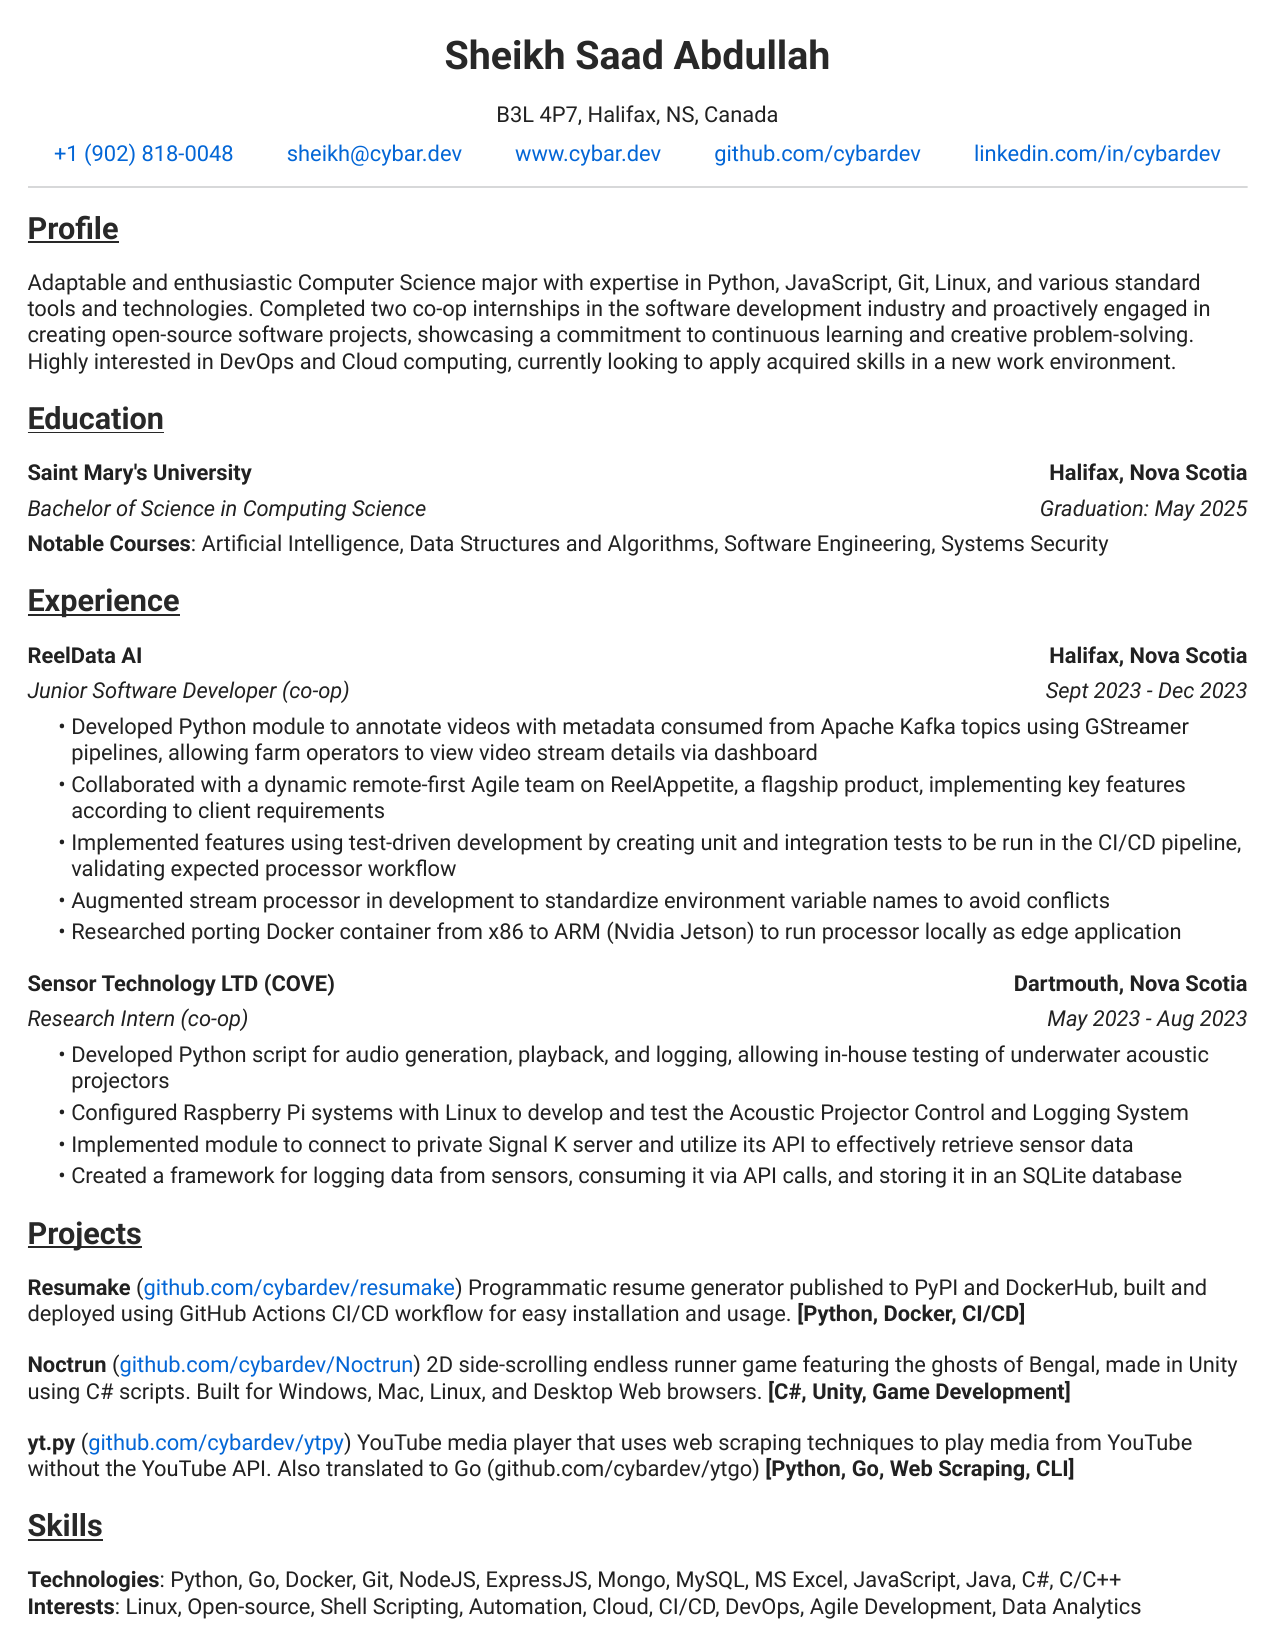 Sheikh Saad Abdullah
B3L 4P7, Halifax, NS, Canada
+1 (902) 818-0048 sheikh@cybar.dev www.cybar.dev github.com/cybardev linkedin.com/in/cybardev
Profile
Adaptable and enthusiastic Computer Science major with expertise in Python, JavaScript, Git, Linux, and various standard
tools and technologies. Completed two co-op internships in the software development industry and proactively engaged in
creating open-source software projects, showcasing a commitment to continuous learning and creative problem-solving.
Highly interested in DevOps and Cloud computing, currently looking to apply acquired skills in a new work environment.
Education
Saint Mary's University Halifax, Nova Scotia
Bachelor of Science in Computing Science Graduation: May 2025
Notable Courses: Artificial Intelligence, Data Structures and Algorithms, Software Engineering, Systems Security
Experience
ReelData AI Halifax, Nova Scotia
Junior Software Developer (co-op) Sept 2023 - Dec 2023
• Developed Python module to annotate videos with metadata consumed from Apache Kafka topics using GStreamer
pipelines, allowing farm operators to view video stream details via dashboard
• Collaborated with a dynamic remote-first Agile team on ReelAppetite, a flagship product, implementing key features
according to client requirements
• Implemented features using test-driven development by creating unit and integration tests to be run in the CI/CD pipeline,
validating expected processor workflow
• Augmented stream processor in development to standardize environment variable names to avoid conflicts
• Researched porting Docker container from x86 to ARM (Nvidia Jetson) to run processor locally as edge application
Sensor Technology LTD (COVE) Dartmouth, Nova Scotia
Research Intern (co-op) May 2023 - Aug 2023
• Developed Python script for audio generation, playback, and logging, allowing in-house testing of underwater acoustic
projectors
• Configured Raspberry Pi systems with Linux to develop and test the Acoustic Projector Control and Logging System
• Implemented module to connect to private Signal K server and utilize its API to effectively retrieve sensor data
• Created a framework for logging data from sensors, consuming it via API calls, and storing it in an SQLite database
Projects
Resumake (github.com/cybardev/resumake) Programmatic resume generator published to PyPI and DockerHub, built and
deployed using GitHub Actions CI/CD workflow for easy installation and usage. [Python, Docker, CI/CD]
Noctrun (github.com/cybardev/Noctrun) 2D side-scrolling endless runner game featuring the ghosts of Bengal, made in Unity
using C# scripts. Built for Windows, Mac, Linux, and Desktop Web browsers. [C#, Unity, Game Development]
yt.py (github.com/cybardev/ytpy) YouTube media player that uses web scraping techniques to play media from YouTube
without the YouTube API. Also translated to Go (github.com/cybardev/ytgo) [Python, Go, Web Scraping, CLI]
Skills
Technologies: Python, Go, Docker, Git, NodeJS, ExpressJS, Mongo, MySQL, MS Excel, JavaScript, Java, C#, C/C++
Interests: Linux, Open-source, Shell Scripting, Automation, Cloud, CI/CD, DevOps, Agile Development, Data Analytics